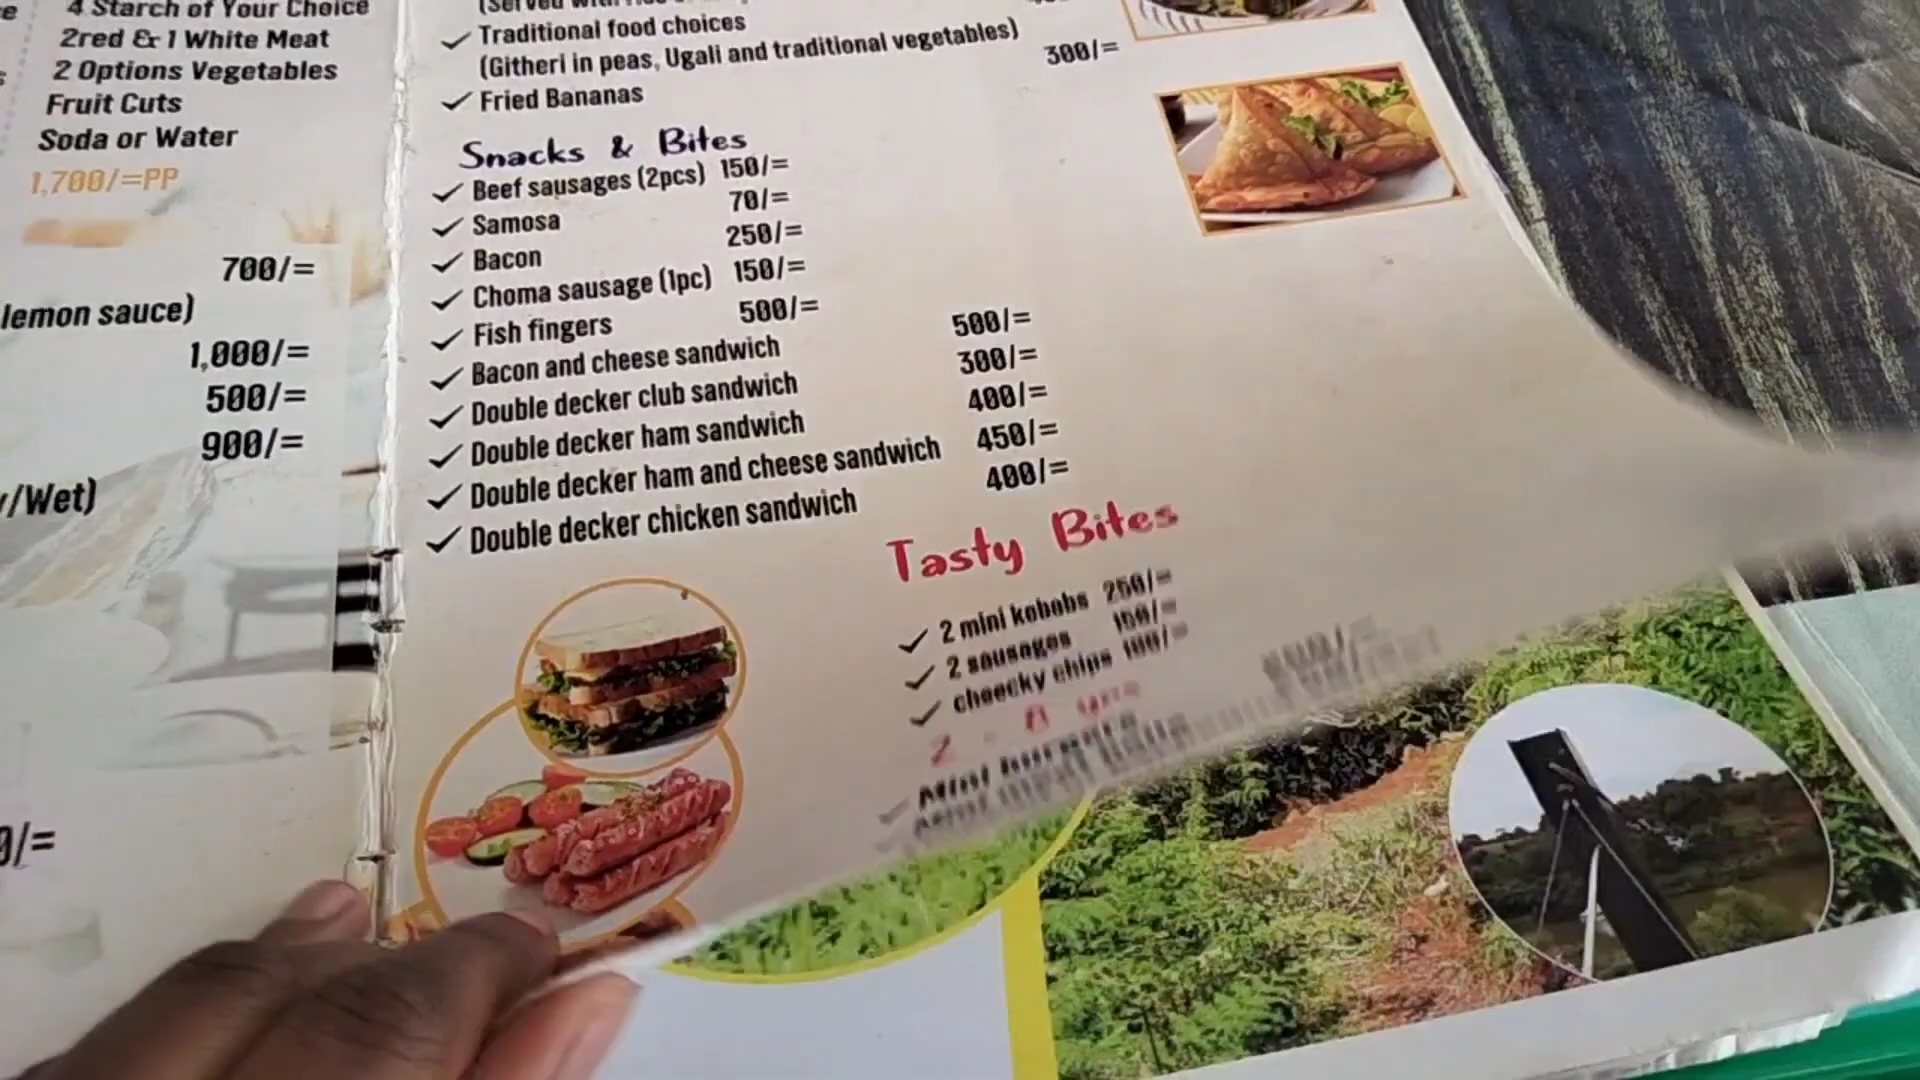 4 Starch of Your Choice
2red & 1 White Meat
2 Options Vegetables
Fruit Cuts
Soda or Water
1,700/=PP
700/=
lemon sauce)
1,000/=
500/=
900/=
/Wet)
0/=
Traditional food choices
(Githeri in peas, Ugali and traditional vegetables) 300/=
Fried Bananas
Snacks & Bites
Beef sausages (2pcs) 150/=
Samosa 70/=
Bacon 250/=
Choma sausage (1pc) 150/=
Fish fingers 500/=
Bacon and cheese sandwich 500/=
Double decker club sandwich 300/=
Double decker ham sandwich 400/=
Double decker ham and cheese sandwich 450/=
Double decker chicken sandwich 400/=
Tasty Bites
2 mini kebabs 250/=
2 sausages 150/=
cheecky chips 100/=